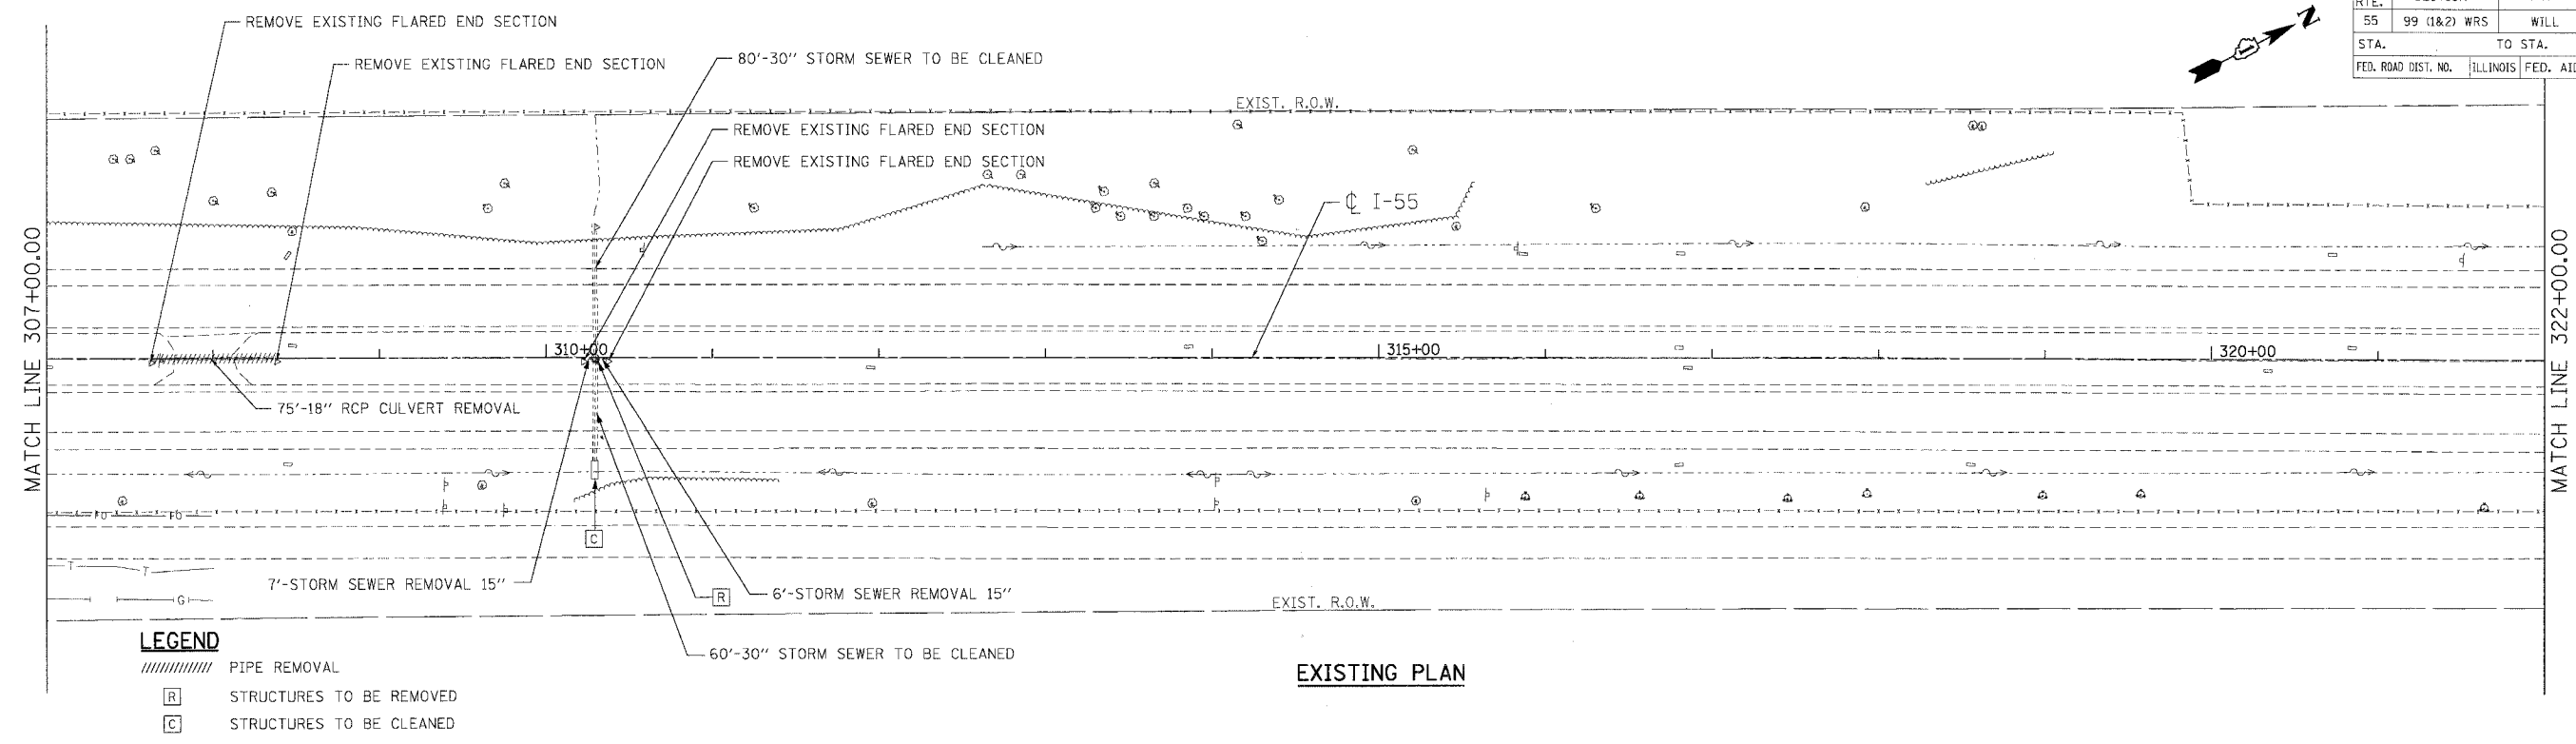 REMOVE EXISTING FLARED END SECTION
REMOVE EXISTING FLARED END SECTION
80'-30" STORM SEWER TO BE CLEANED
REMOVE EXISTING FLARED END SECTION
REMOVE EXISTING FLARED END SECTION
EXIST. R.O.W.
N
RTE.
55 99 (1&2) WRS WILL
STA. TO STA.
FED. ROAD DIST. NO. ILLINOIS FED. AID
℄ I-55
MATCH LINE 307+00.00
310+00
315+00
320+00
MATCH LINE 322+00.00
75'-18" RCP CULVERT REMOVAL
FO FO
C
T T
G
7'-STORM SEWER REMOVAL 15"
R
6'-STORM SEWER REMOVAL 15"
EXIST. R.O.W.
60'-30" STORM SEWER TO BE CLEANED
LEGEND
PIPE REMOVAL
R STRUCTURES TO BE REMOVED
C STRUCTURES TO BE CLEANED
EXISTING PLAN